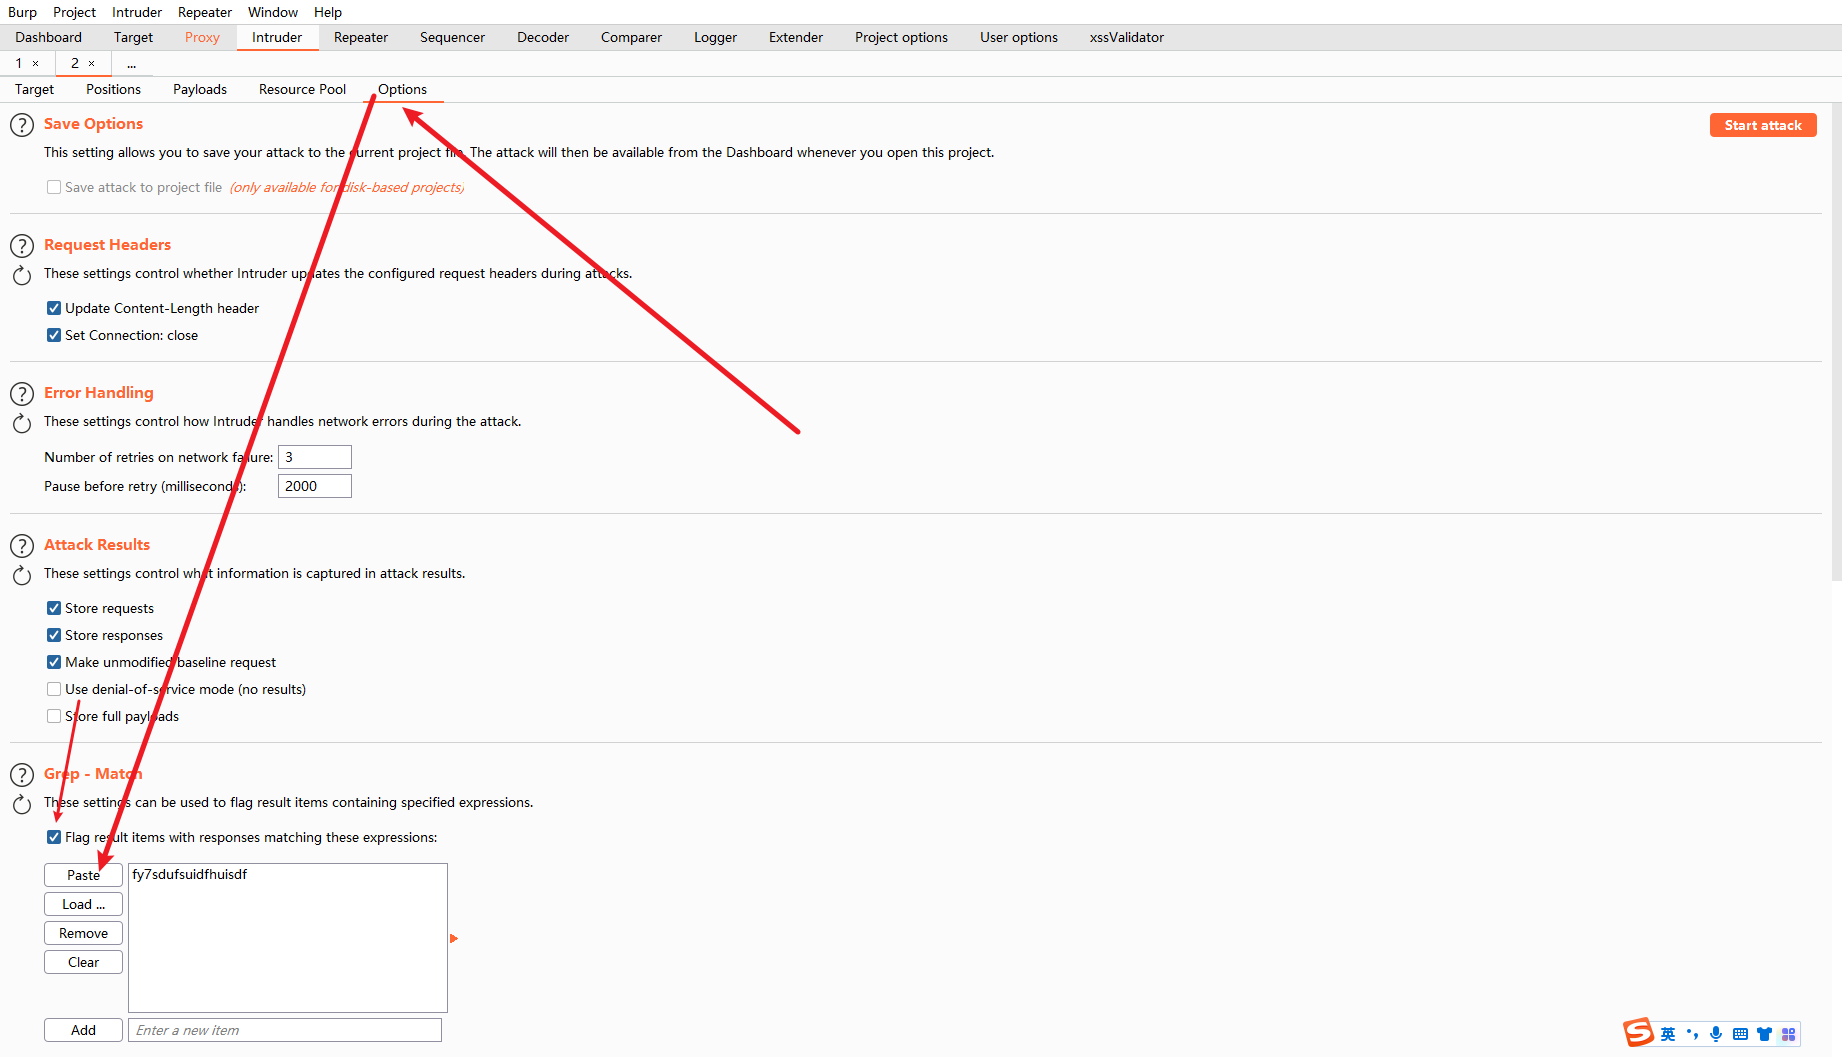 Burp Project Intruder Repeater Window Help
Dashboard Target Proxy Intruder Repeater Sequencer Decoder Comparer Logger Extender Project options User options xssValidator
1 × 2 × ...
Target Positions Payloads Resource Pool Options
? Save Options
Start attack
This setting allows you to save your attack to the current project file. The attack will then be available from the Dashboard whenever you open this project.
Save attack to project file (only available for disk-based projects)
? Request Headers
These settings control whether Intruder updates the configured request headers during attacks.
Update Content-Length header
Set Connection: close
? Error Handling
These settings control how Intruder handles network errors during the attack.
Number of retries on network failure: 3
Pause before retry (milliseconds): 2000
? Attack Results
These settings control what information is captured in attack results.
Store requests
Store responses
Make unmodified baseline request
Use denial-of-service mode (no results)
Store full payloads
? Grep - Match
These settings can be used to flag result items containing specified expressions.
Flag result items with responses matching these expressions:
Paste fy7sdufsuidfhuisdf
Load ...
Remove
Clear
Add Enter a new item
S 英